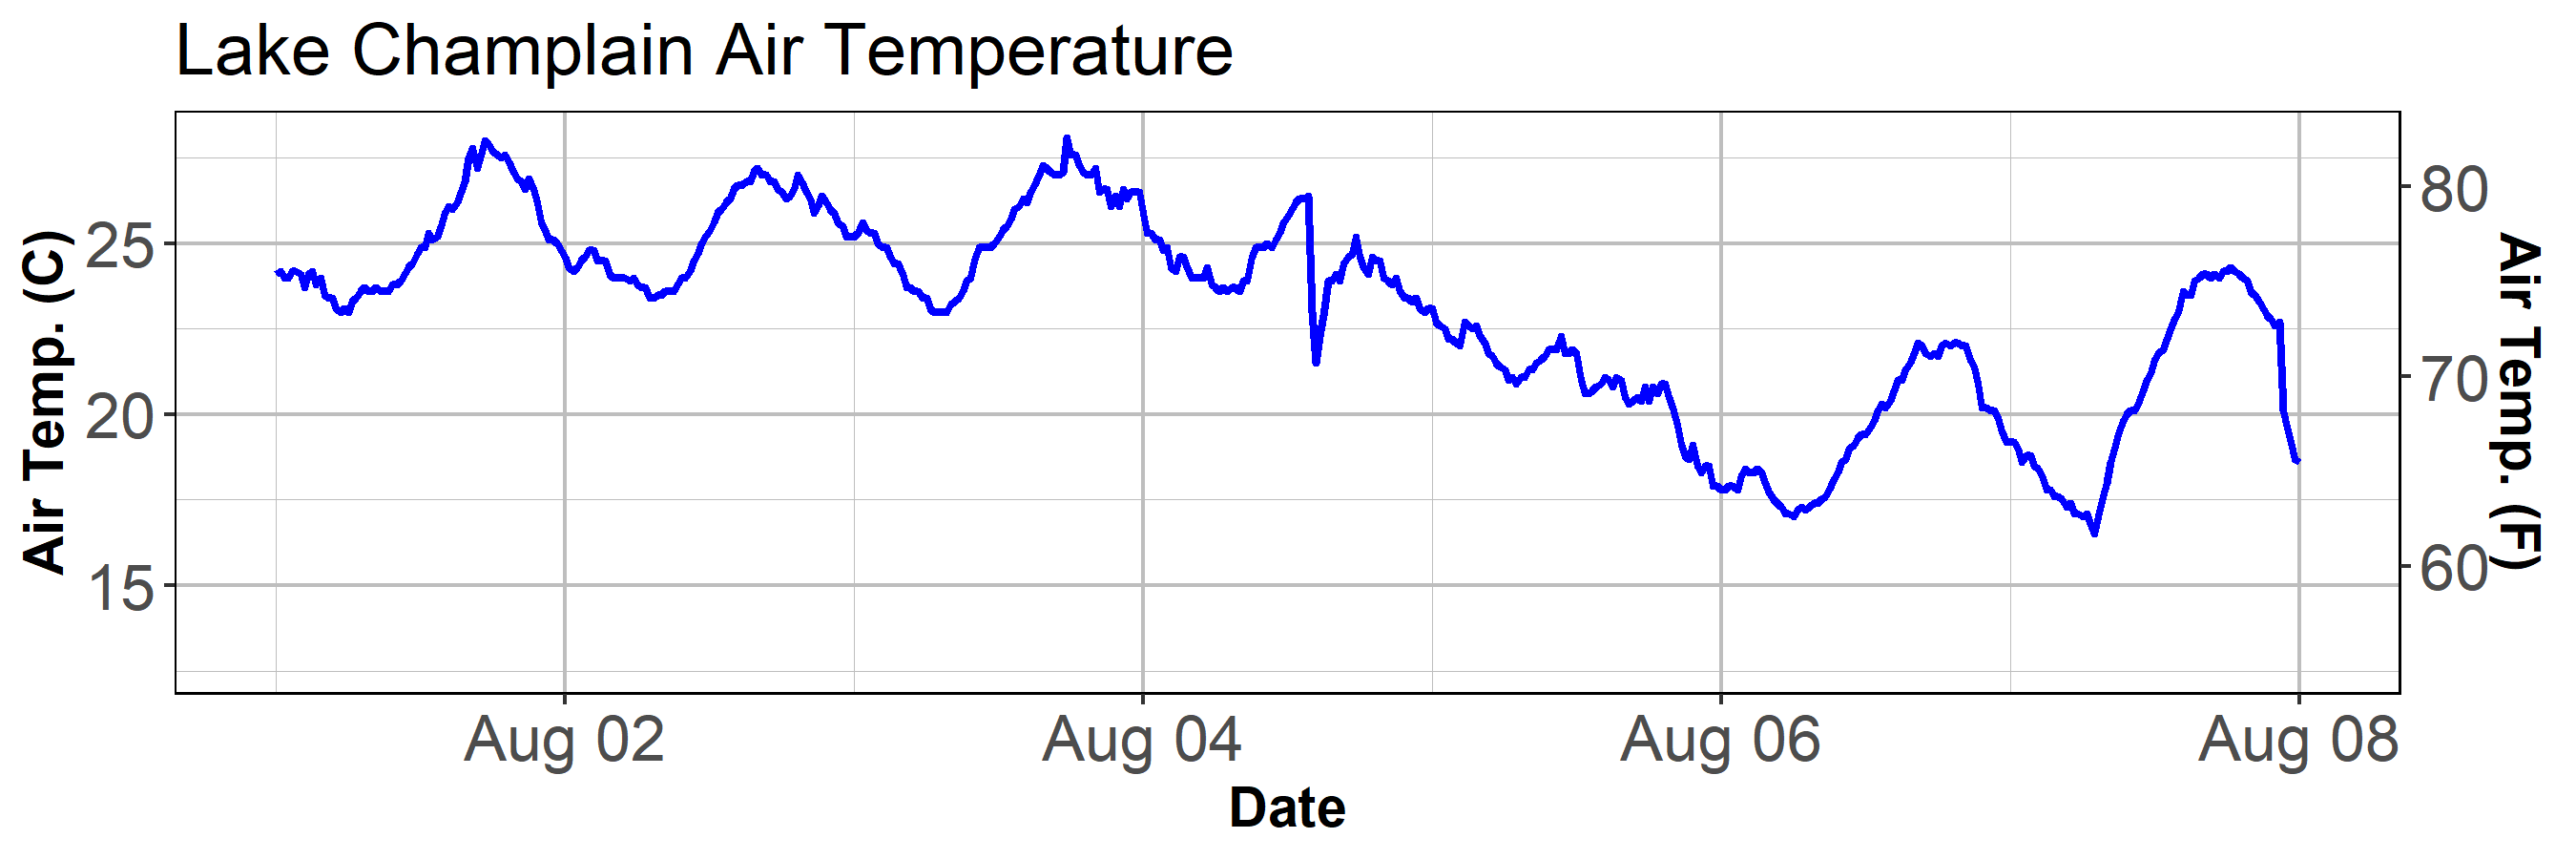 Lake Champlain Air Temperature
Air Temp. (C)
25
20
15
80
70
60
Air Temp. (F)
Aug 02 Aug 04 Aug 06 Aug 08
Date